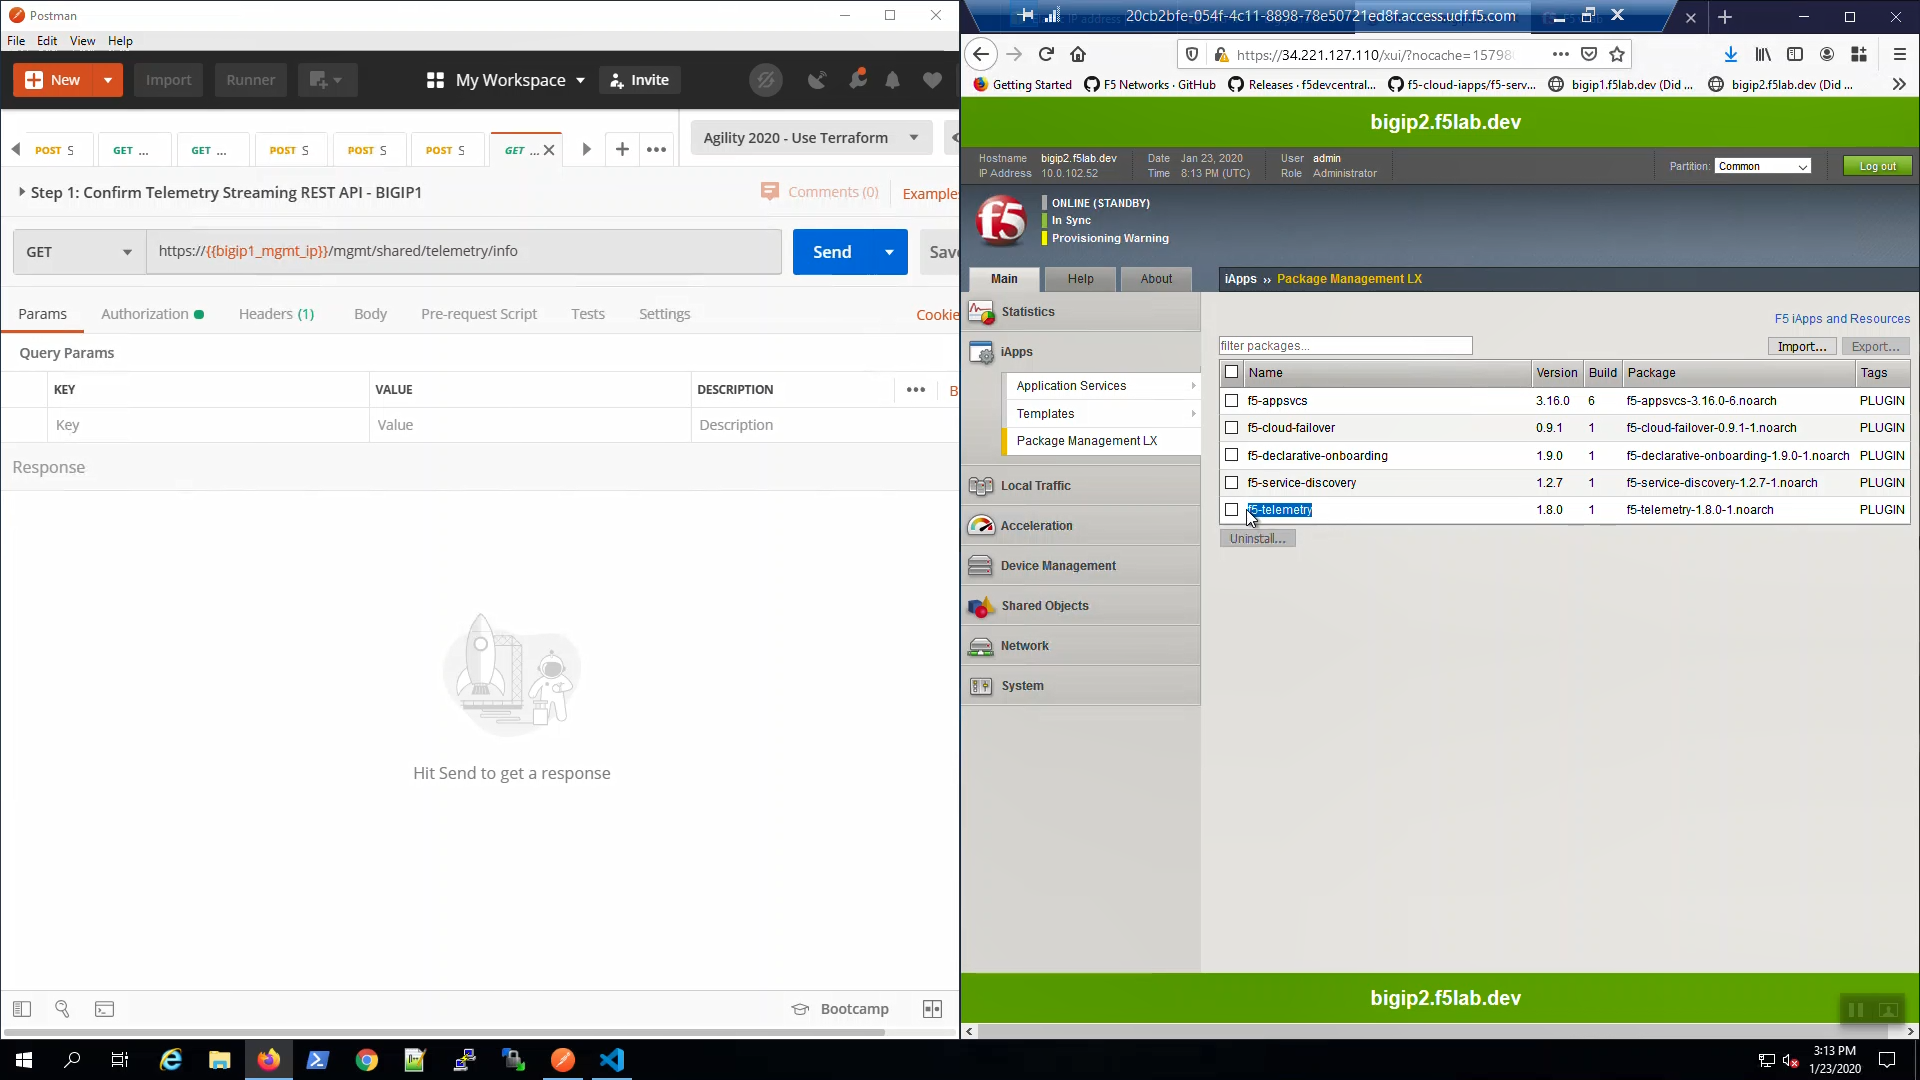 Postman
File Edit View Help
New
Import
Runner
My Workspace
Invite
POST S
GET ...
GET ...
POST S
POST S
POST S
GET ...
Agility 2020 - Use Terraform
Step 1: Confirm Telemetry Streaming REST API - BIGIP1
Comments (0)
Examples
GET
https://{{bigip1_mgmt_ip}}/mgmt/shared/telemetry/info
Send
Sav
Params
Authorization
Headers (1)
Body
Pre-request Script
Tests
Settings
Cookie
Query Params
KEY
VALUE
DESCRIPTION
B
Key
Value
Description
Response
Hit Send to get a response
Bootcamp
20cb2bfe-054f-4c11-8898-78e50721ed8f.access.udf.f5.com
https://34.221.127.110/xui/?nocache=15798
Getting Started
F5 Networks · GitHub
Releases · f5devcentral...
f5-cloud-iapps/f5-serv...
bigip1.f5lab.dev (Did ...
bigip2.f5lab.dev (Did ...
bigip2.f5lab.dev
Hostname bigip2.f5lab.dev
IP Address 10.0.102.52
Date Jan 23, 2020
Time 8:13 PM (UTC)
User admin
Role Administrator
Partition: Common
Log out
f5
ONLINE (STANDBY)
In Sync
Provisioning Warning
Main
Help
About
iApps ›› Package Management LX
Statistics
iApps
Application Services
Templates
Package Management LX
Local Traffic
Acceleration
Device Management
Shared Objects
Network
System
F5 iApps and Resources
filter packages...
Import...
Export...
Name Version Build Package Tags
f5-appsvcs 3.16.0 6 f5-appsvcs-3.16.0-6.noarch PLUGIN
f5-cloud-failover 0.9.1 1 f5-cloud-failover-0.9.1-1.noarch PLUGIN
f5-declarative-onboarding 1.9.0 1 f5-declarative-onboarding-1.9.0-1.noarch PLUGIN
f5-service-discovery 1.2.7 1 f5-service-discovery-1.2.7-1.noarch PLUGIN
f5-telemetry 1.8.0 1 f5-telemetry-1.8.0-1.noarch PLUGIN
Uninstall...
bigip2.f5lab.dev
3:13 PM
1/23/2020